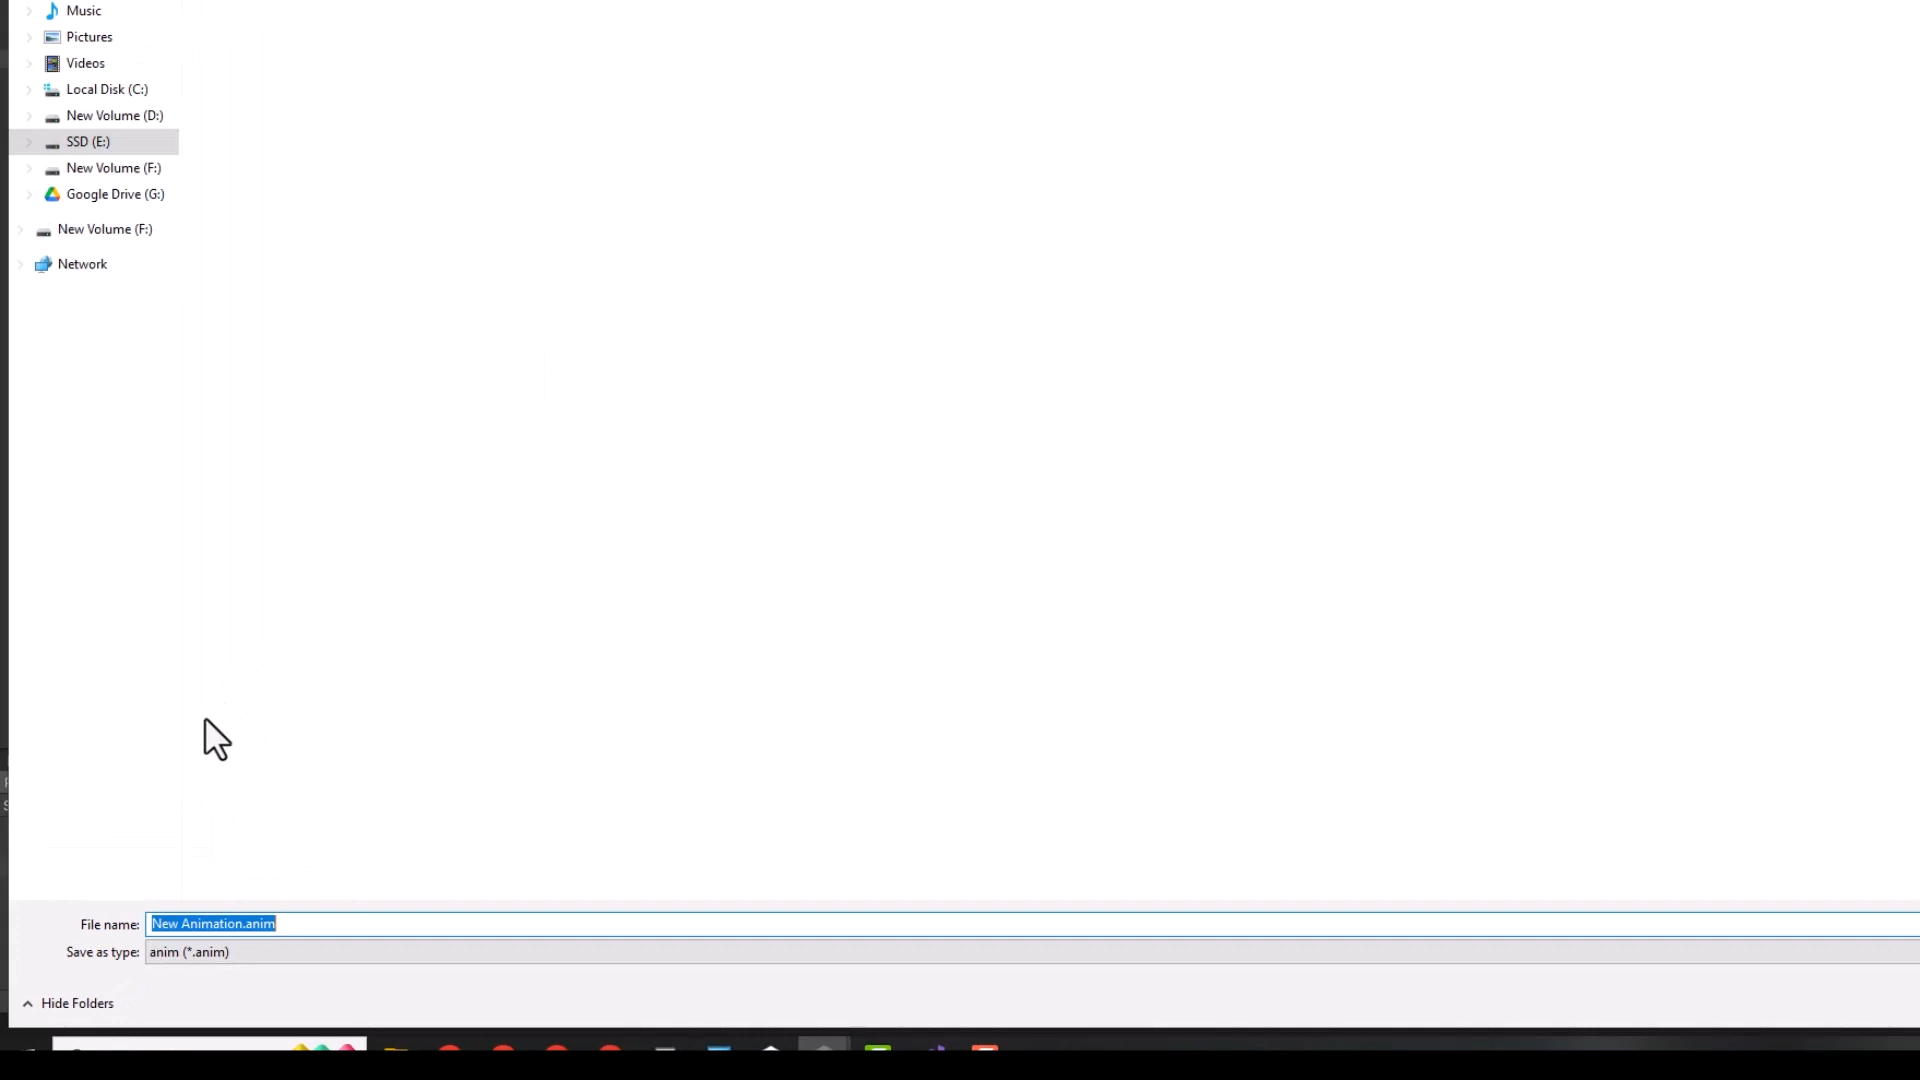 Music
Pictures
Videos
Local Disk (C:)
New Volume (D:)
SSD (E:)
New Volume (F:)
Google Drive (G:)
New Volume (F:)
Network
File name: New Animation.anim
Save as type: anim (*.anim)
Hide Folders